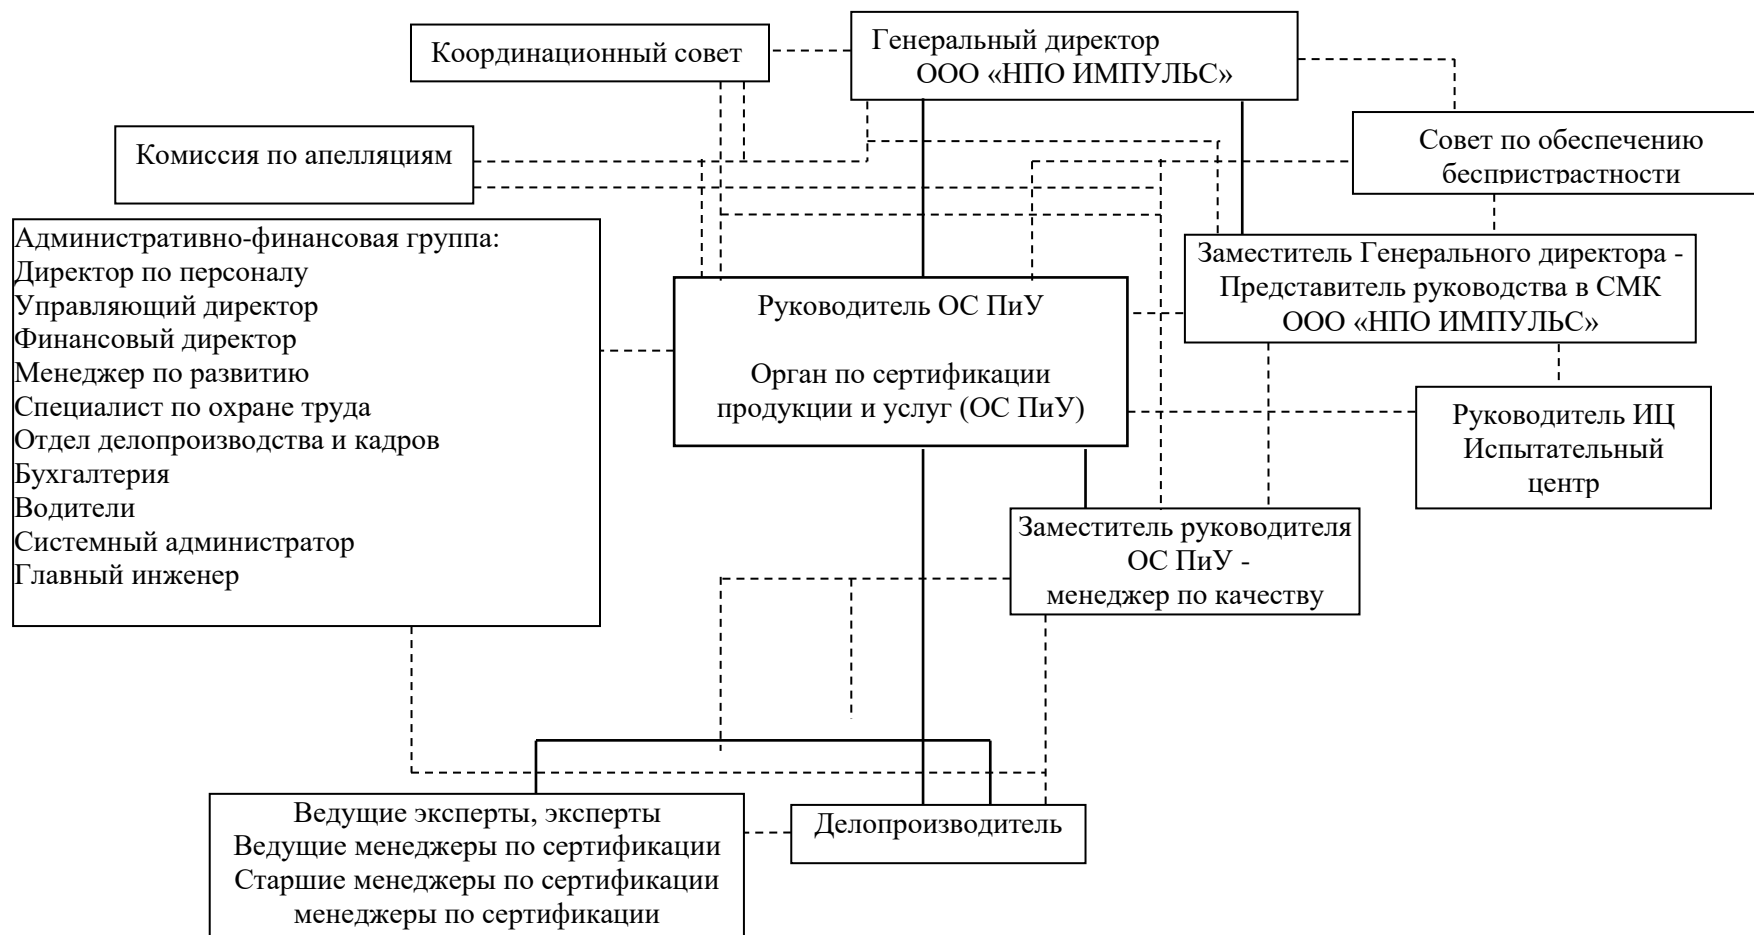 Координационный совет
Генеральный директор
ООО «НПО ИМПУЛЬС»
Комиссия по апелляциям
Совет по обеспечению
беспристрастности
Административно-финансовая группа:
Директор по персоналу
Управляющий директор
Финансовый директор
Менеджер по развитию
Специалист по охране труда
Отдел делопроизводства и кадров
Бухгалтерия
Водители
Системный администратор
Главный инженер
Руководитель ОС ПиУ
Орган по сертификации
продукции и услуг (ОС ПиУ)
Заместитель Генерального директора -
Представитель руководства в СМК
ООО «НПО ИМПУЛЬС»
Руководитель ИЦ
Испытательный
центр
Заместитель руководителя
ОС ПиУ -
менеджер по качеству
Ведущие эксперты, эксперты
Ведущие менеджеры по сертификации
Старшие менеджеры по сертификации
менеджеры по сертификации
Делопроизводитель